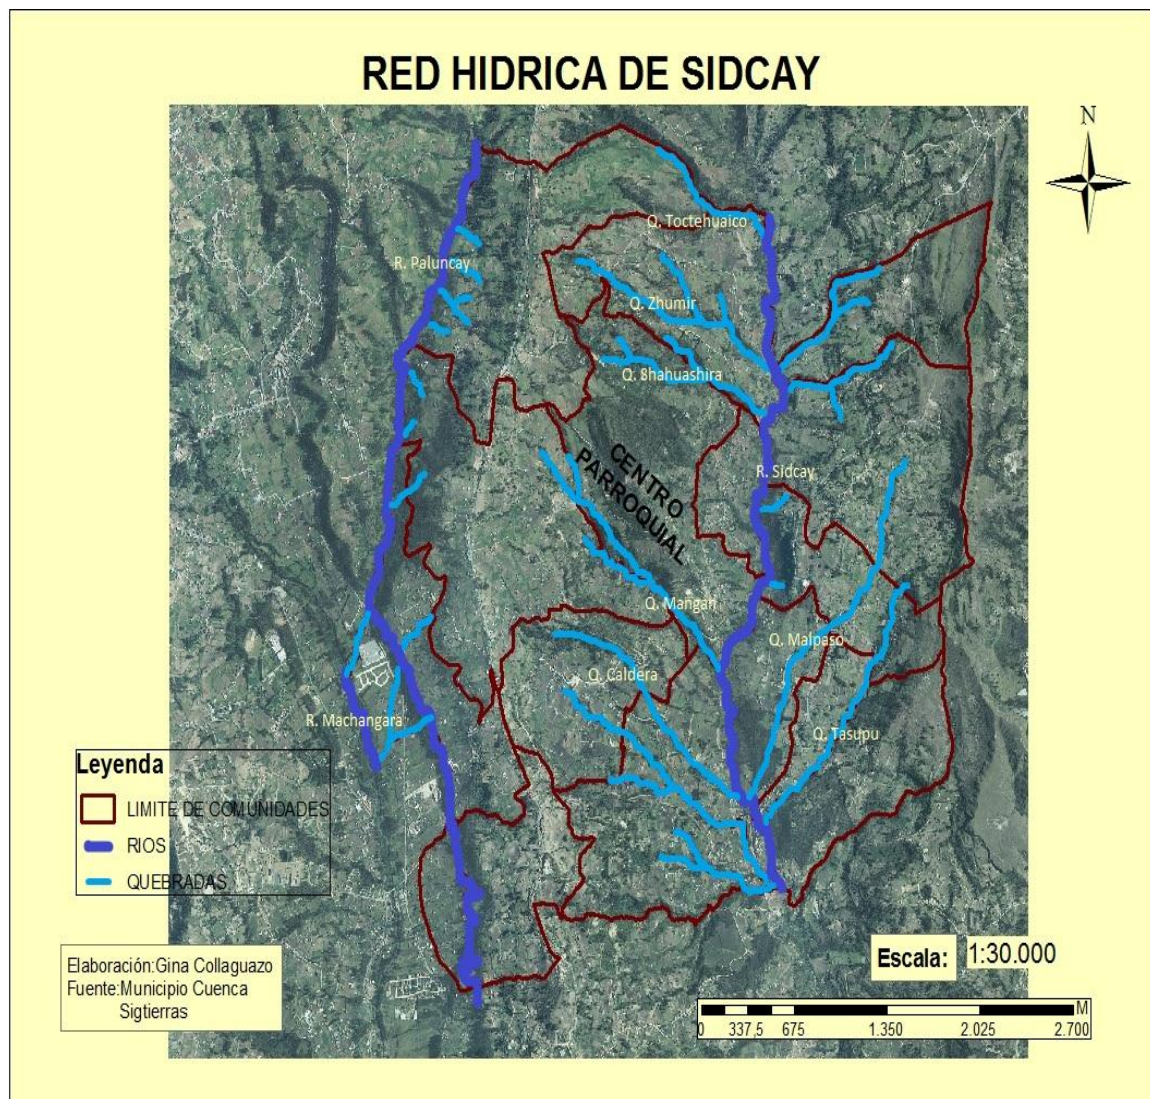 RED HIDRICA DE SIDCAY
N
Q. Toctehuaico
R. Paluncay
Q. Zhumir
Q. Bhahuashira
CENTRO
PARROQUIAL
R. Sidcay
Q. Mangan
Q. Malpaso
Q. Caldera
R. Machangara
Q. Tasupu
Leyenda
LIMITE DE COMUNIDADES
RIOS
QUEBRADAS
Elaboración:Gina Collaguazo
Fuente:Municipio Cuenca
Sigtierras
Escala: 1:30.000
M
0 337,5 675 1.350 2.025 2.700